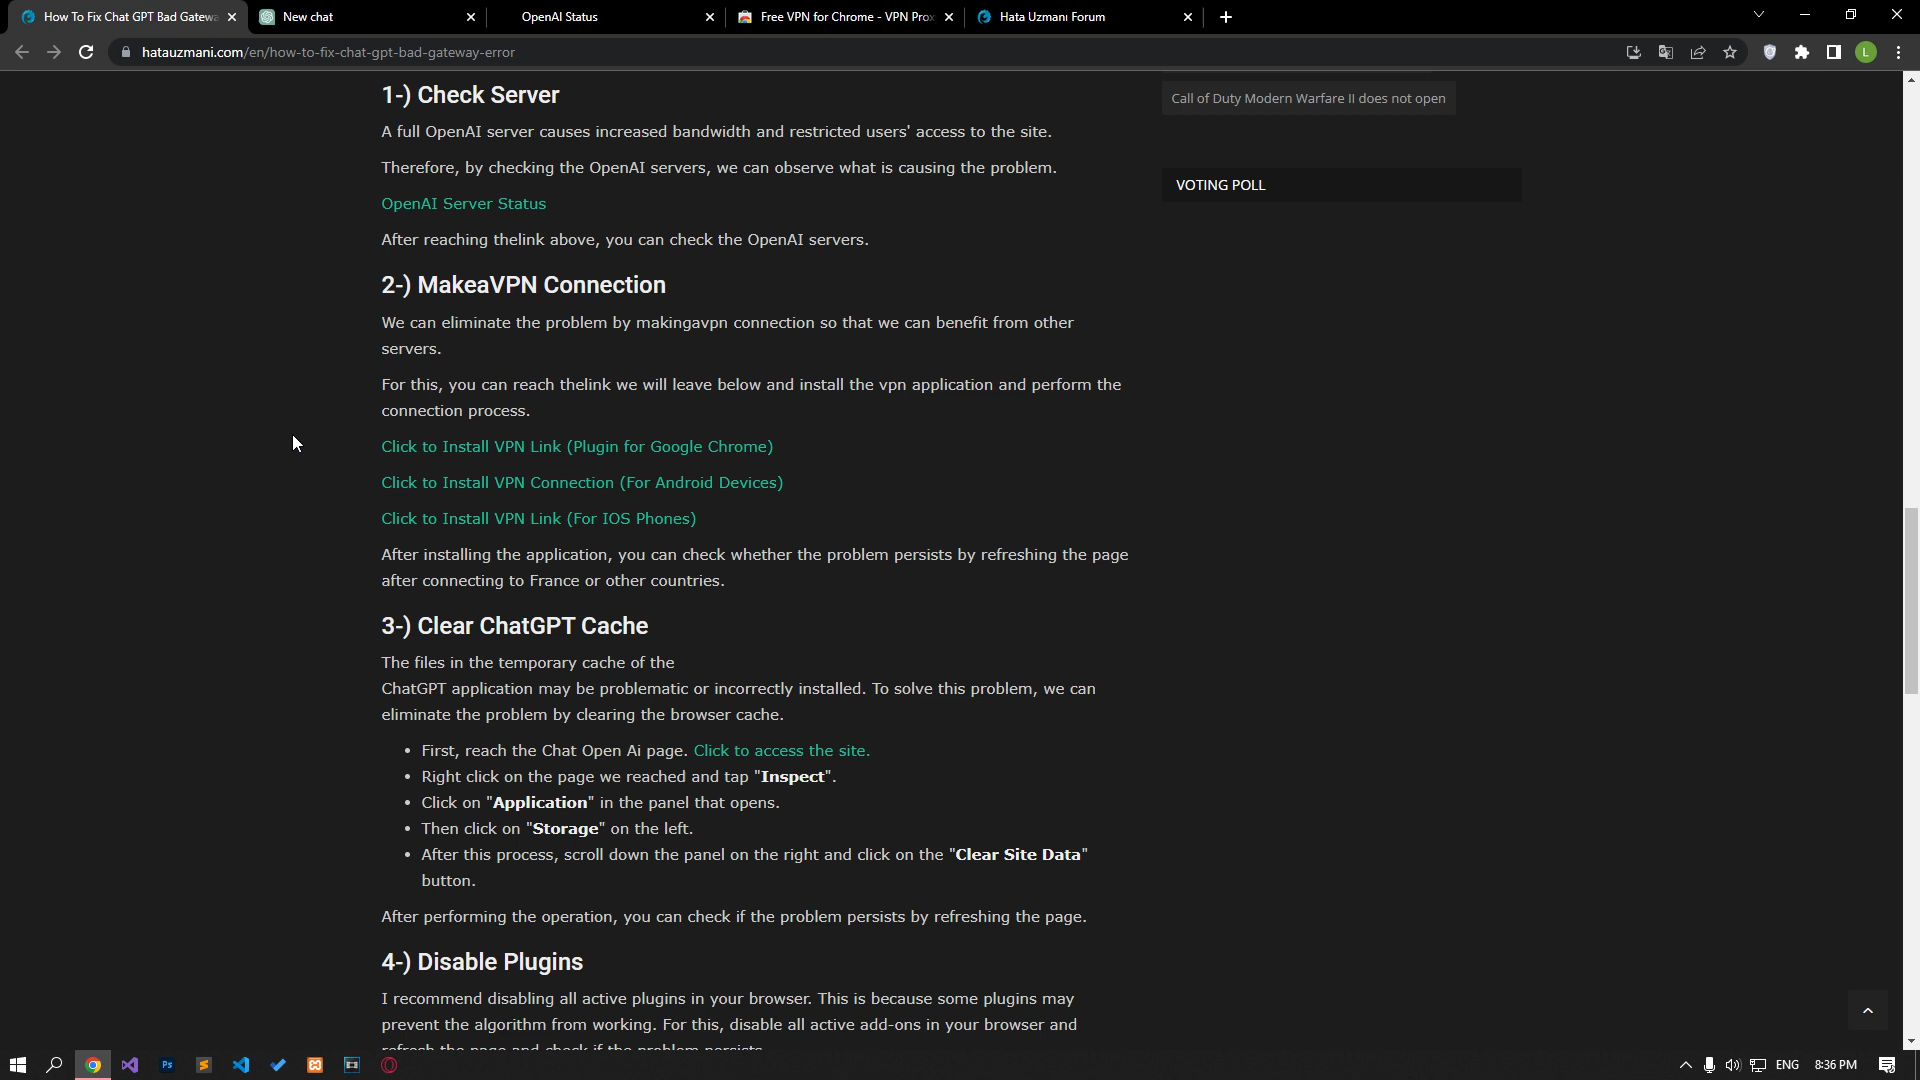 How To Fix Chat GPT Bad Gatewa
New chat
OpenAI Status
Free VPN for Chrome - VPN Pro
Hata Uzmanı Forum
hatauzmani.com/en/how-to-fix-chat-gpt-bad-gateway-error
L
1-) Check Server
A full OpenAI server causes increased bandwidth and restricted users' access to the site.
Therefore, by checking the OpenAI servers, we can observe what is causing the problem.
OpenAI Server Status
After reaching thelink above, you can check the OpenAI servers.
2-) MakeaVPN Connection
We can eliminate the problem by makingavpn connection so that we can benefit from other
servers.
For this, you can reach thelink we will leave below and install the vpn application and perform the
connection process.
Click to Install VPN Link (Plugin for Google Chrome)
Click to Install VPN Connection (For Android Devices)
Click to Install VPN Link (For IOS Phones)
After installing the application, you can check whether the problem persists by refreshing the page
after connecting to France or other countries.
3-) Clear ChatGPT Cache
The files in the temporary cache of the
ChatGPT application may be problematic or incorrectly installed. To solve this problem, we can
eliminate the problem by clearing the browser cache.
• First, reach the Chat Open Ai page. Click to access the site.
• Right click on the page we reached and tap "Inspect".
• Click on "Application" in the panel that opens.
• Then click on "Storage" on the left.
• After this process, scroll down the panel on the right and click on the "Clear Site Data"
button.
After performing the operation, you can check if the problem persists by refreshing the page.
4-) Disable Plugins
I recommend disabling all active plugins in your browser. This is because some plugins may
prevent the algorithm from working. For this, disable all active add-ons in your browser and
refresh the page and check if the problem persists.
Call of Duty Modern Warfare II does not open
VOTING POLL
Ps
ENG
8:36 PM